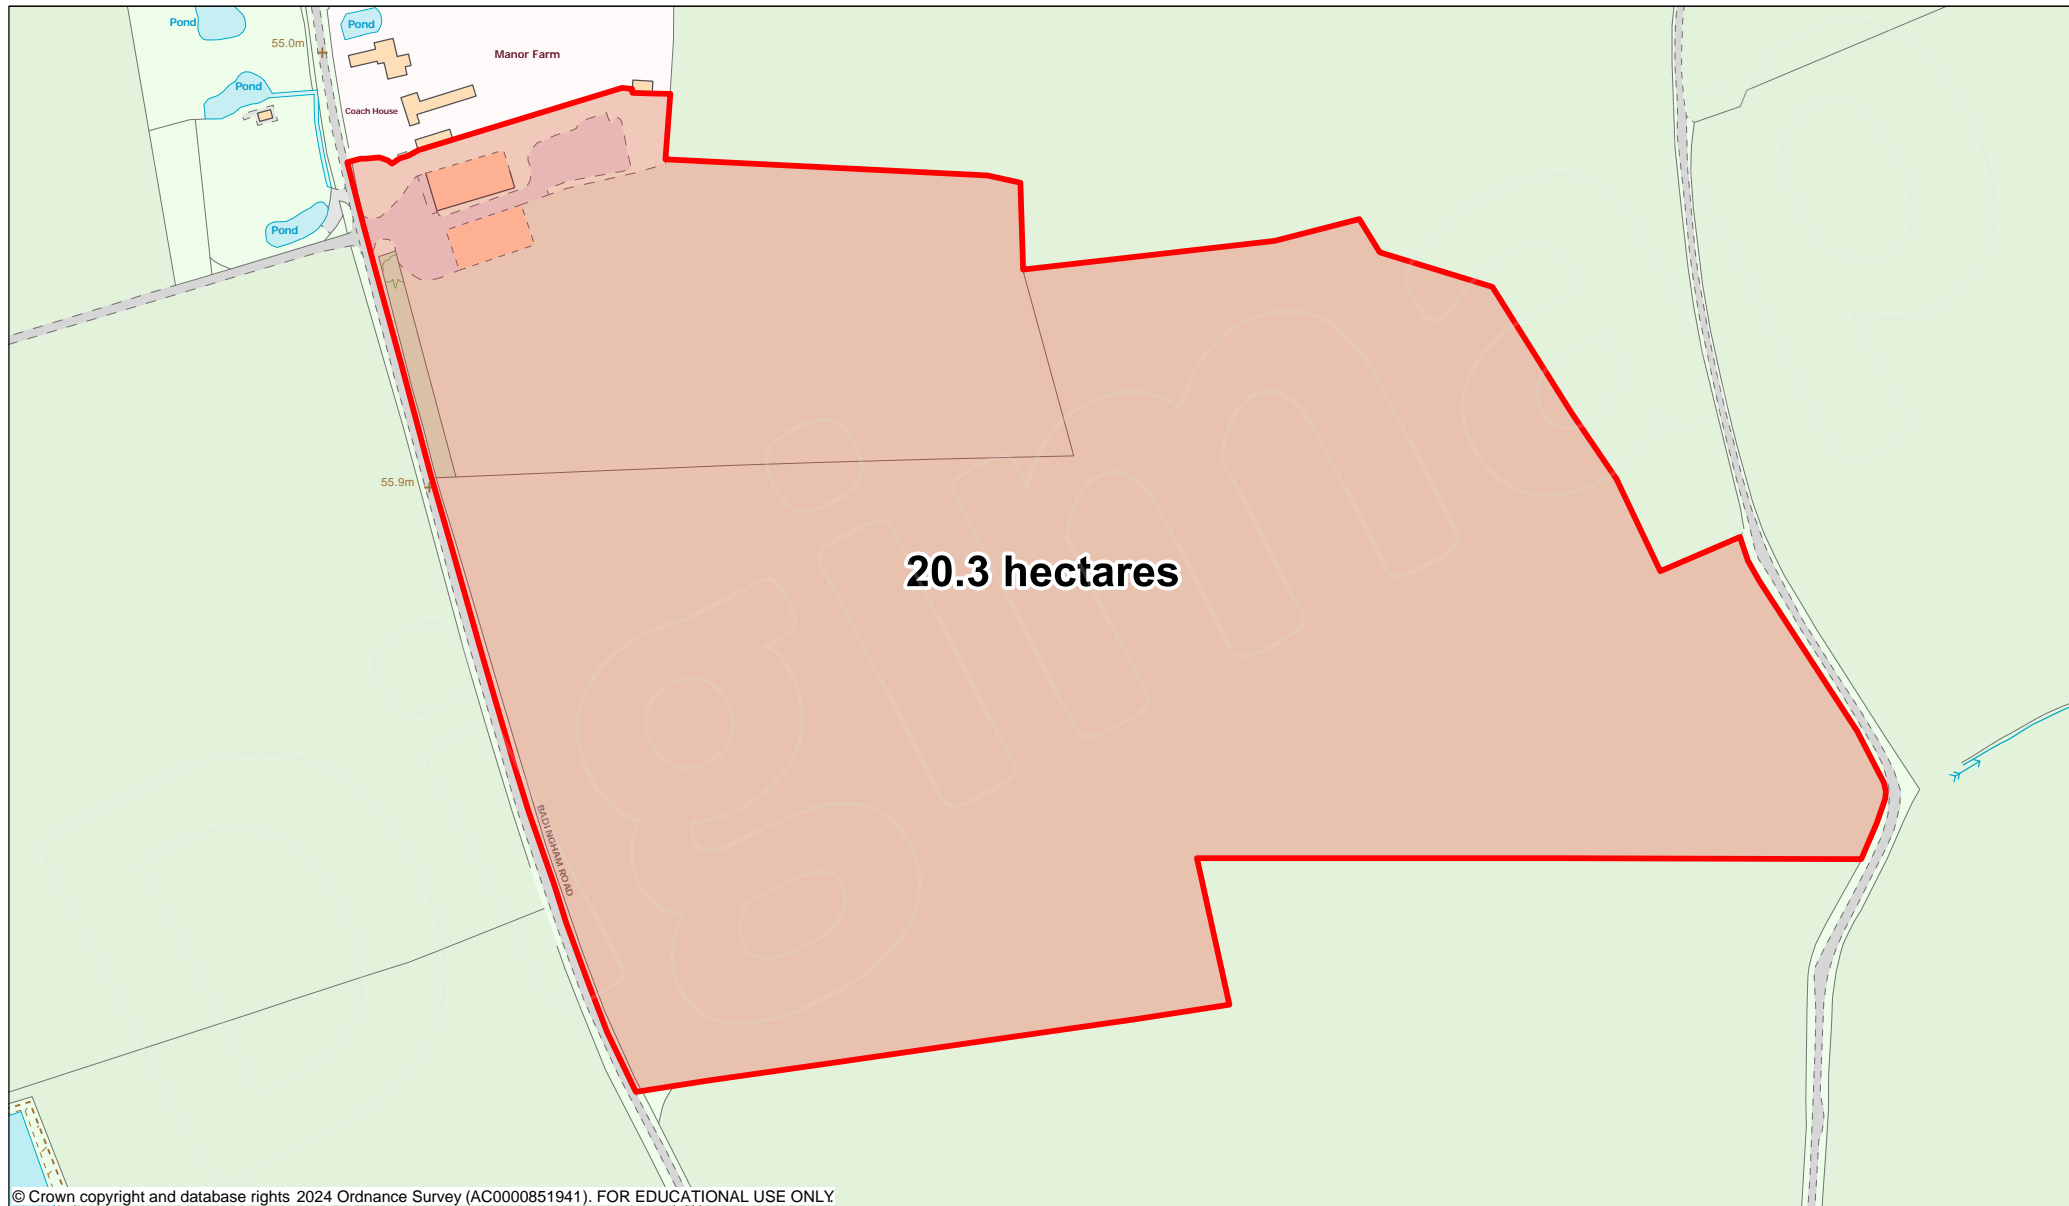 Pond
Pond
55.0m
Manor Farm
Pond
Coach House
Pond
55.9m
20.3 hectares
BADINGHAM ROAD
© Crown copyright and database rights 2024 Ordnance Survey (AC0000851941). FOR EDUCATIONAL USE ONLY.